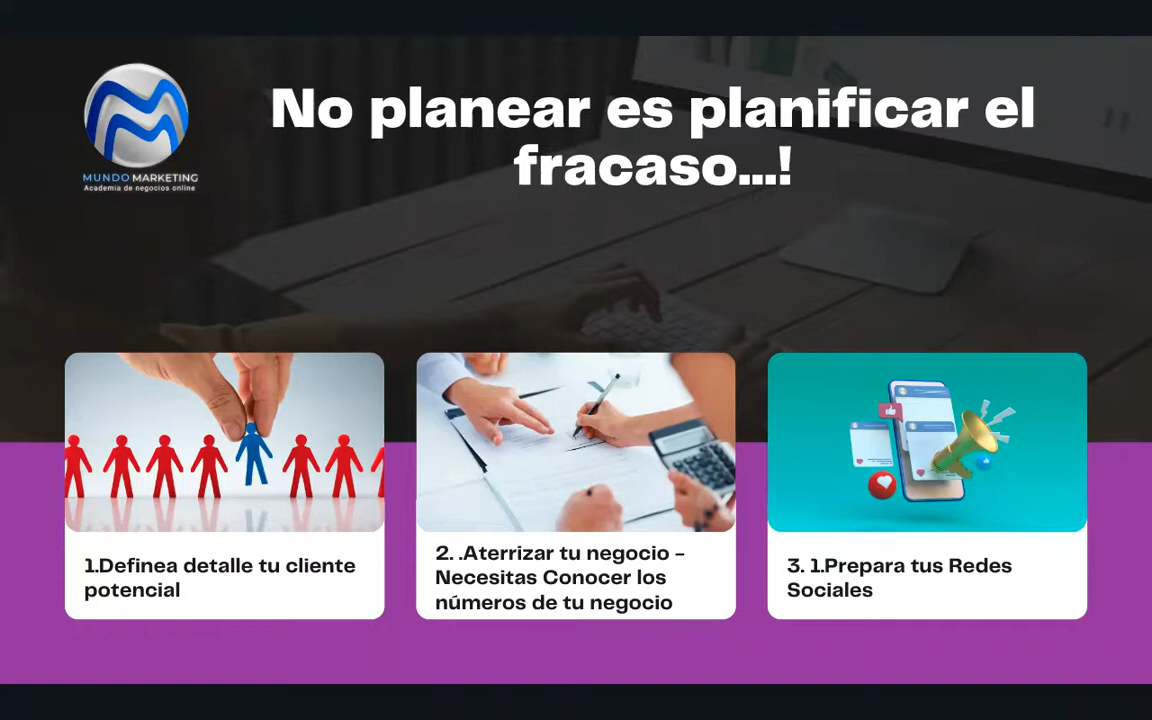 No planear es planificar el
fracaso...!
MUNDO MARKETING
Academia de negocios online
1.Definea detalle tu cliente
potencial
2. .Aterrizar tu negocio -
Necesitas Conocer los
números de tu negocio
3. 1.Prepara tus Redes
Sociales